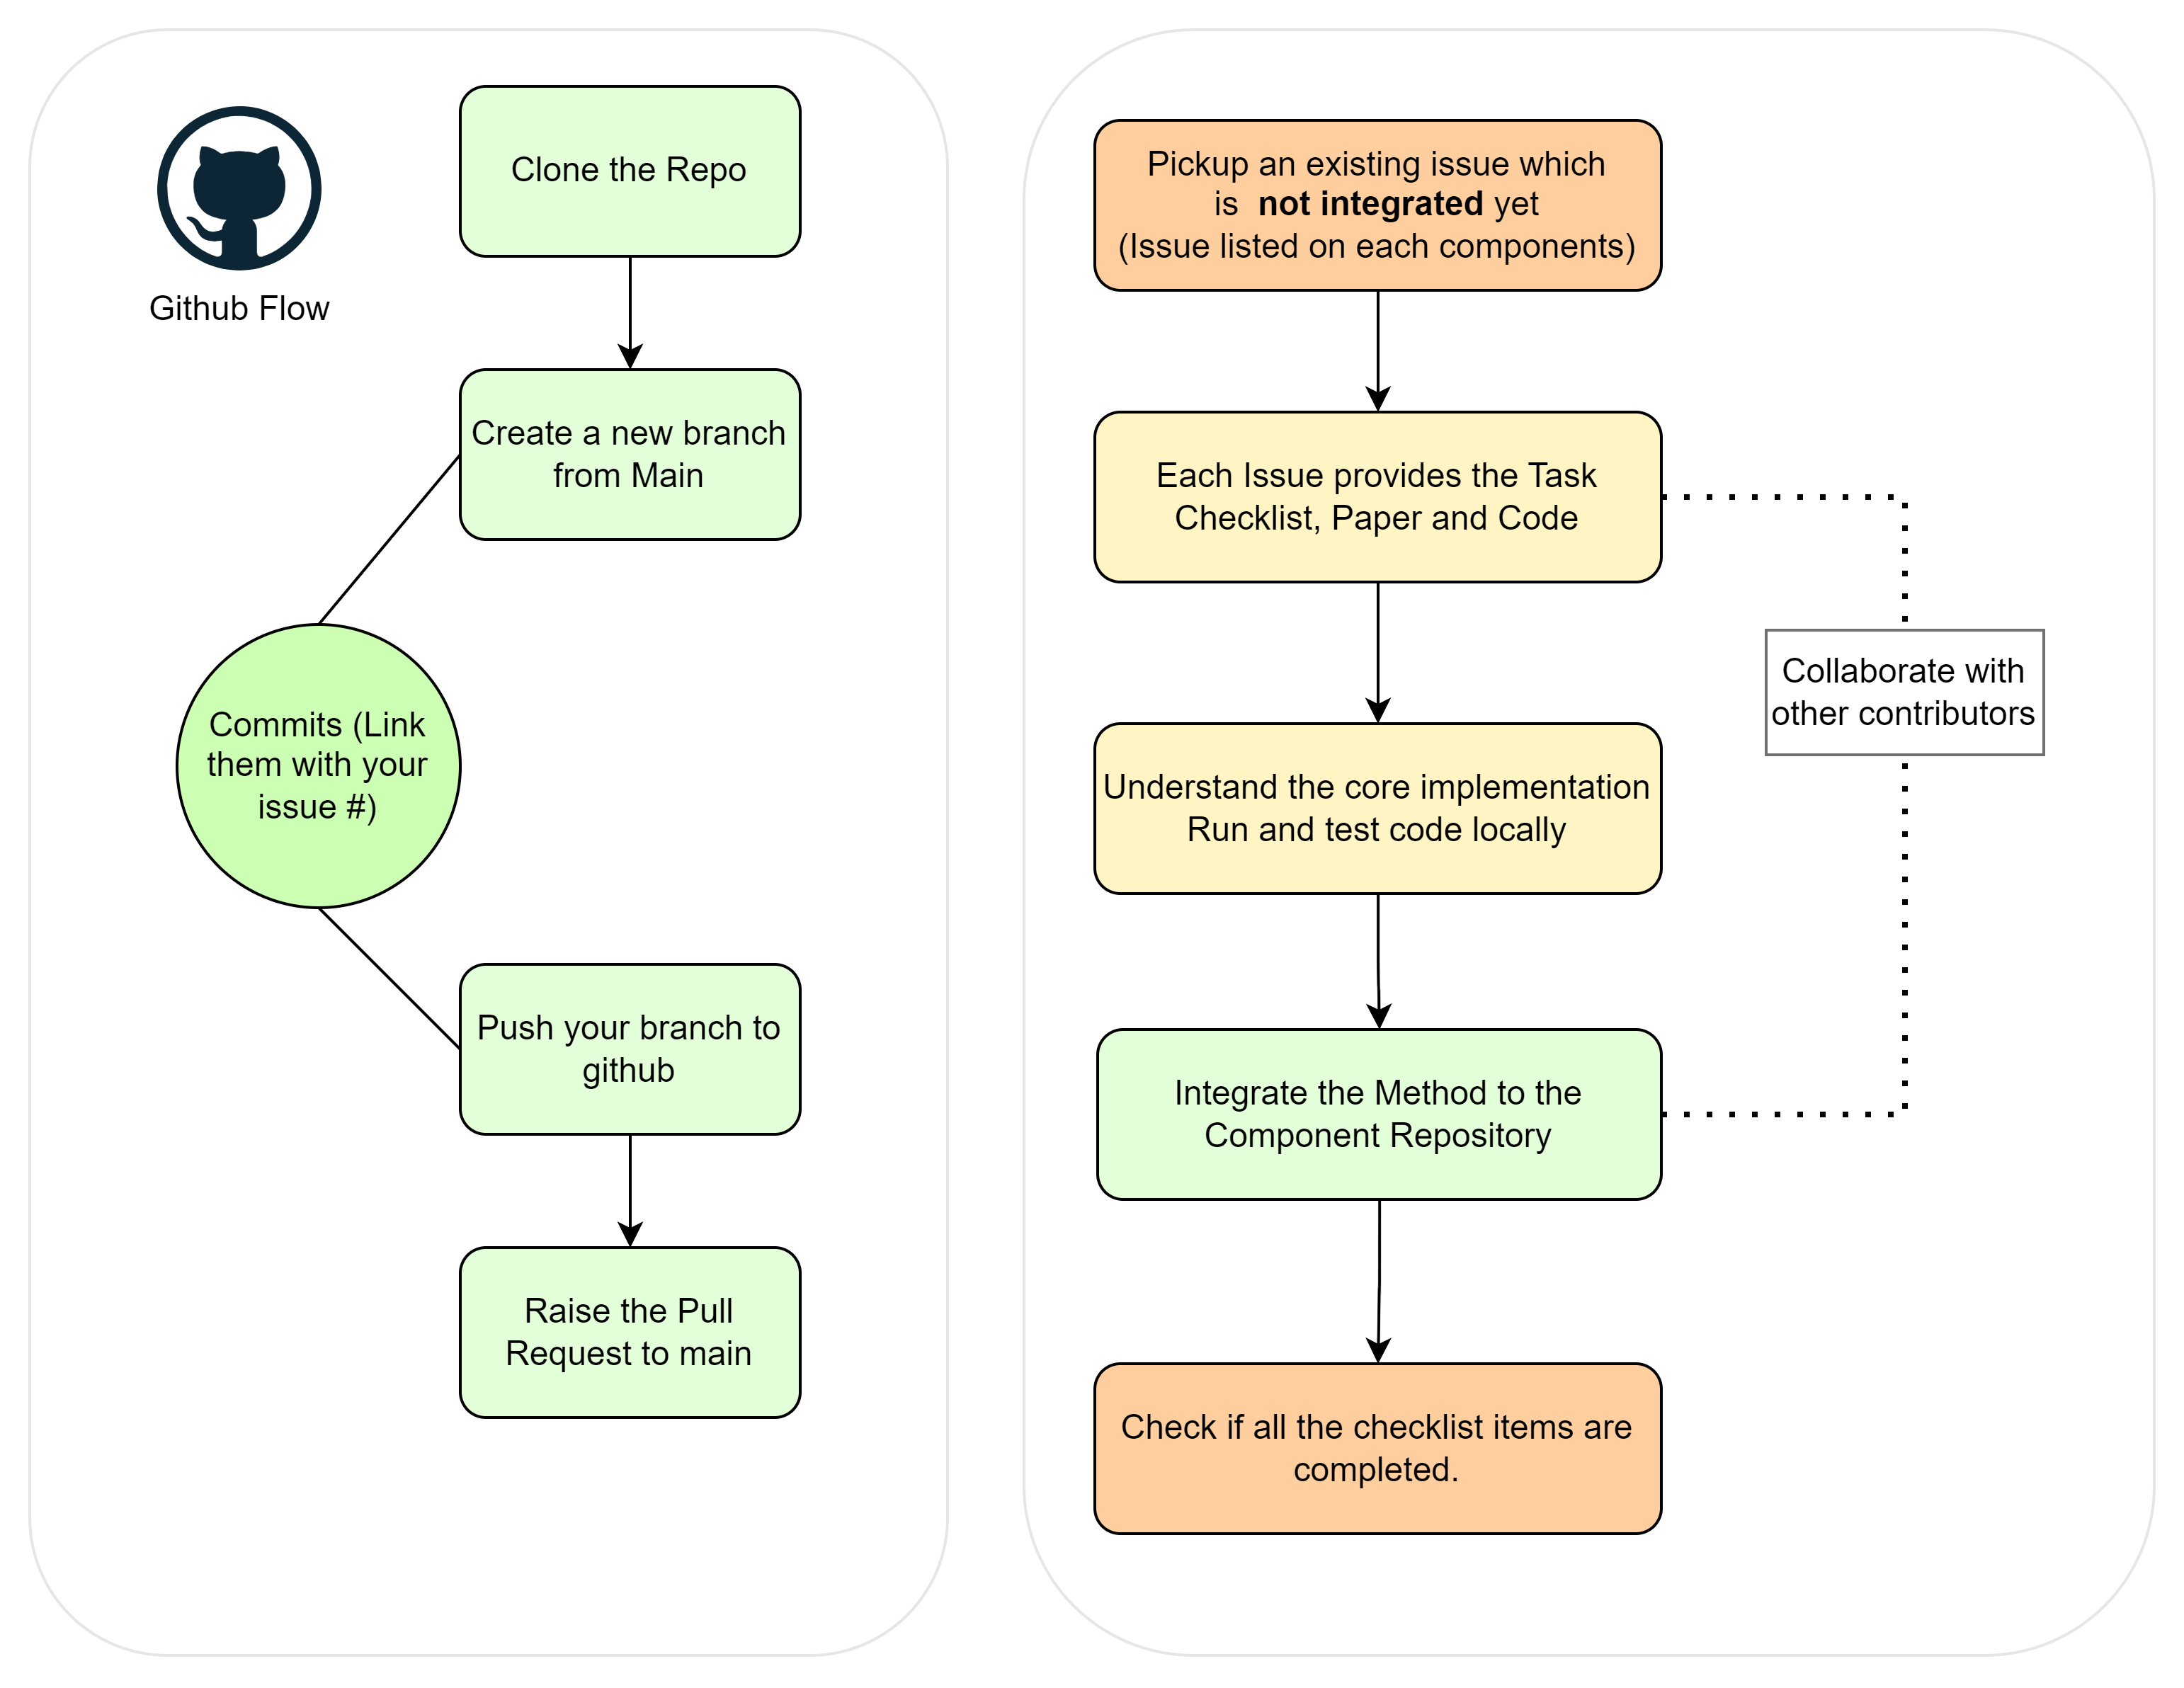 Github Flow
Clone the Repo
Create a new branch
from Main
Commits (Link
them with your
issue #)
Push your branch to
github
Raise the Pull
Request to main
Pickup an existing issue which
is  not integrated yet
(Issue listed on each components)
Each Issue provides the Task
Checklist, Paper and Code
Collaborate with
other contributors
Understand the core implementation
Run and test code locally
Integrate the Method to the
Component Repository
Check if all the checklist items are
completed.